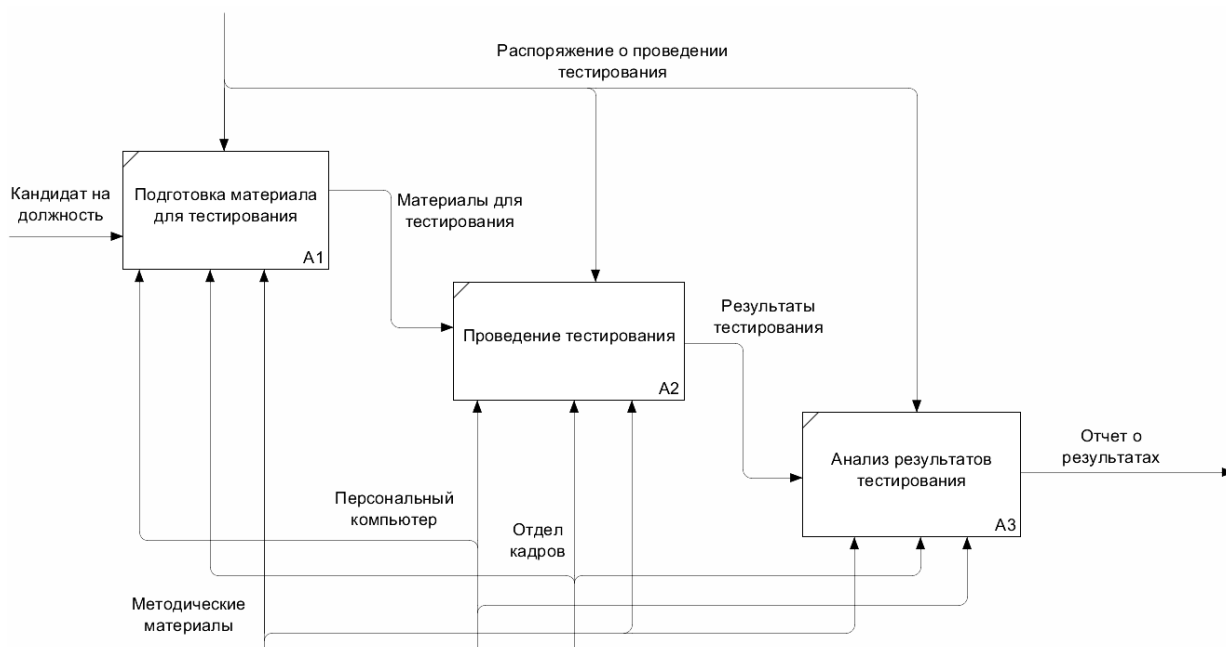 Распоряжение о проведении
тестирования
Кандидат на
должность
Подготовка материала
для тестирования
A1
Материалы для
тестирования
Проведение тестирования
A2
Результаты
тестирования
Анализ результатов
тестирования
A3
Отчет о
результатах
Персональный
компьютер
Отдел
кадров
Методические
материалы